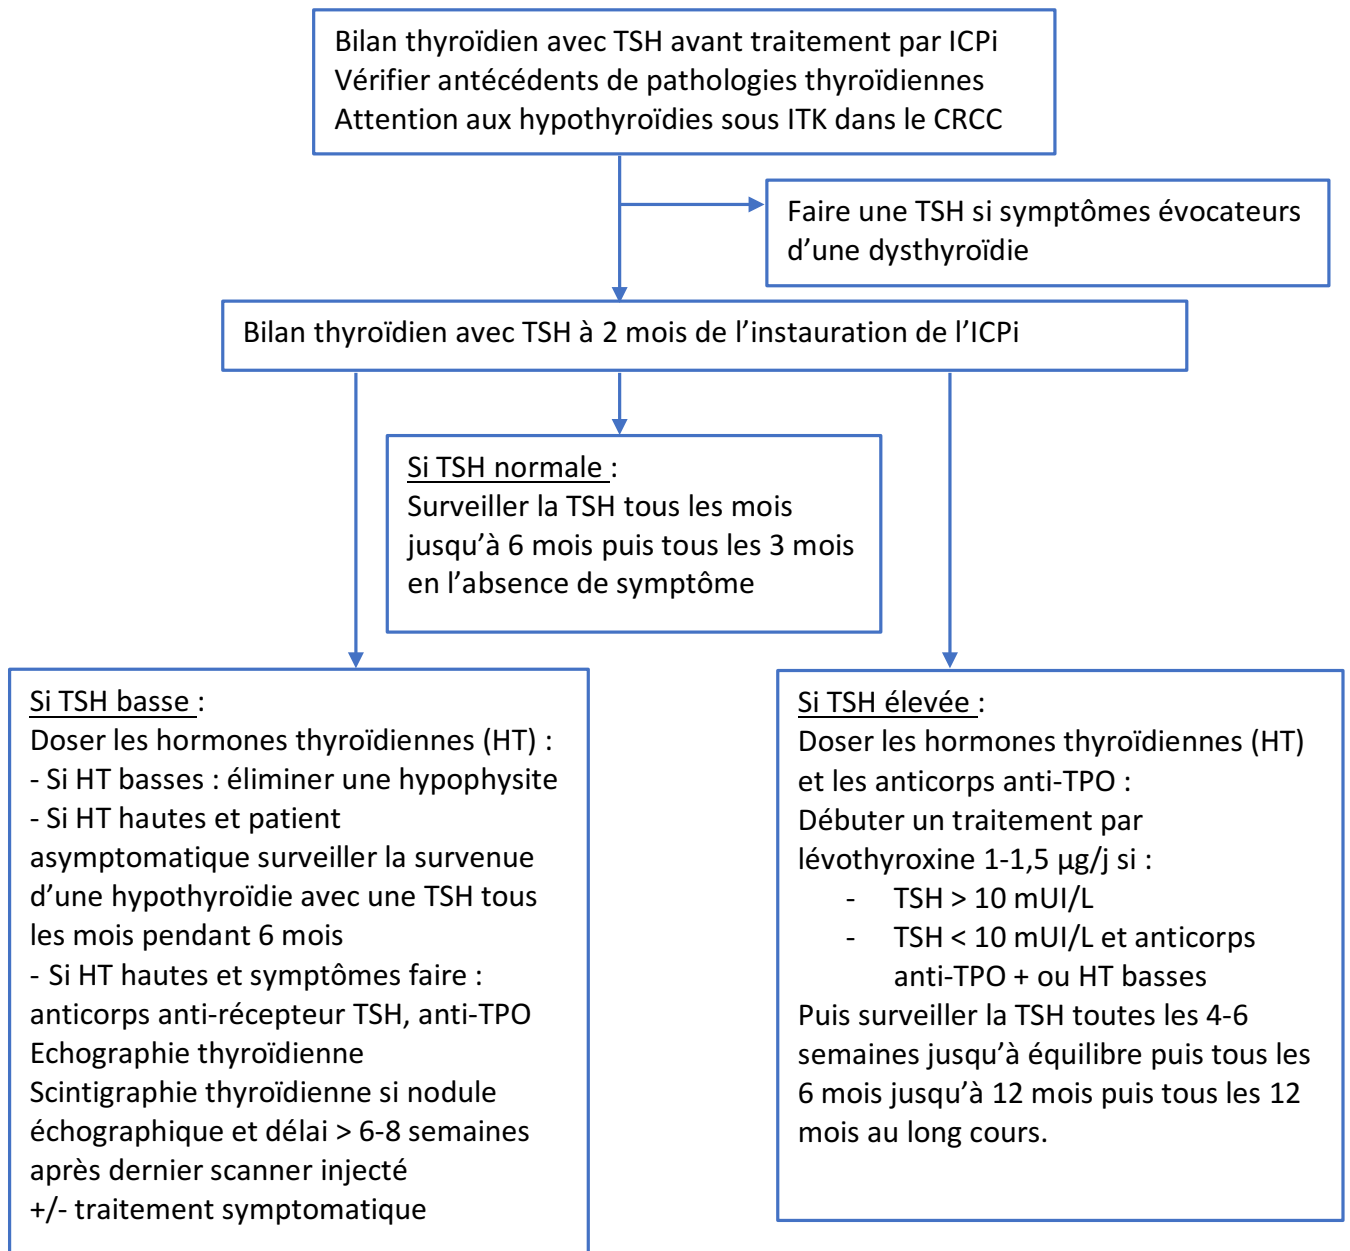 Bilan thyroïdien avec TSH avant traitement par ICPi
Vérifier antécédents de pathologies thyroïdiennes
Attention aux hypothyroïdies sous ITK dans le CRCC
Faire une TSH si symptômes évocateurs
d’une dysthyroïdie
Bilan thyroïdien avec TSH à 2 mois de l’instauration de l’ICPi
Si TSH normale :
Surveiller la TSH tous les mois
jusqu’à 6 mois puis tous les 3 mois
en l’absence de symptôme
Si TSH basse :
Doser les hormones thyroïdiennes (HT) :
- Si HT basses : éliminer une hypophysite
- Si HT hautes et patient
asymptomatique surveiller la survenue
d’une hypothyroïdie avec une TSH tous
les mois pendant 6 mois
- Si HT hautes et symptômes faire :
anticorps anti-récepteur TSH, anti-TPO
Echographie thyroïdienne
Scintigraphie thyroïdienne si nodule
échographique et délai > 6-8 semaines
après dernier scanner injecté
+/- traitement symptomatique
Si TSH élevée :
Doser les hormones thyroïdiennes (HT)
et les anticorps anti-TPO :
Débuter un traitement par
lévothyroxine 1-1,5 µg/j si :
- TSH > 10 mUI/L
- TSH < 10 mUI/L et anticorps
anti-TPO + ou HT basses
Puis surveiller la TSH toutes les 4-6
semaines jusqu’à équilibre puis tous les
6 mois jusqu’à 12 mois puis tous les 12
mois au long cours.